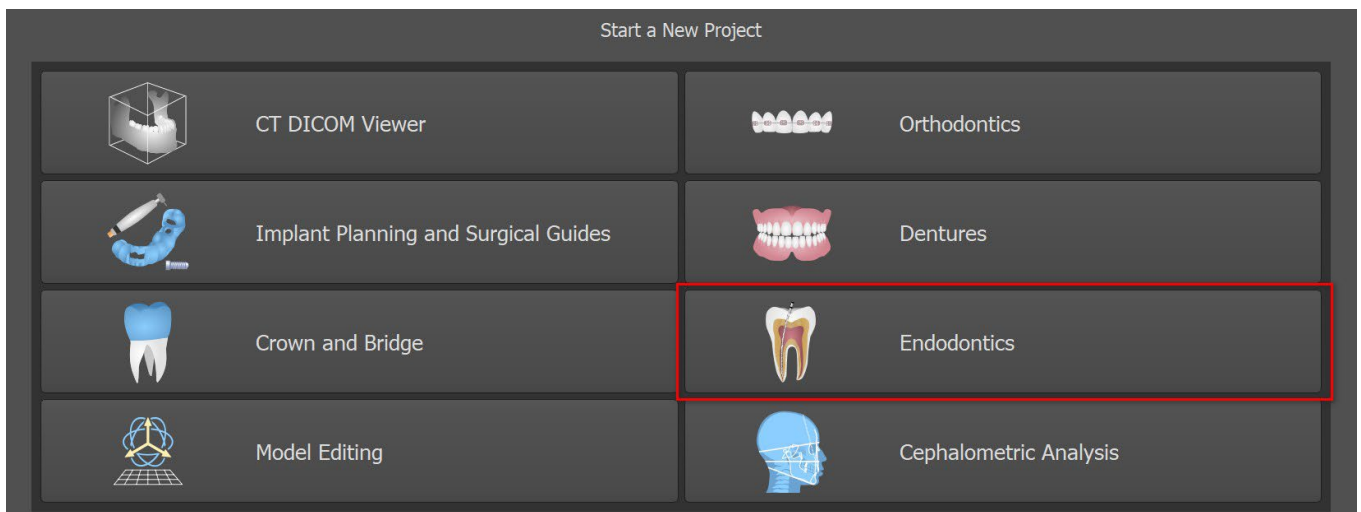 Start a New Project
CT DICOM Viewer
Orthodontics
Implant Planning and Surgical Guides
Dentures
Crown and Bridge
Endodontics
Model Editing
Cephalometric Analysis